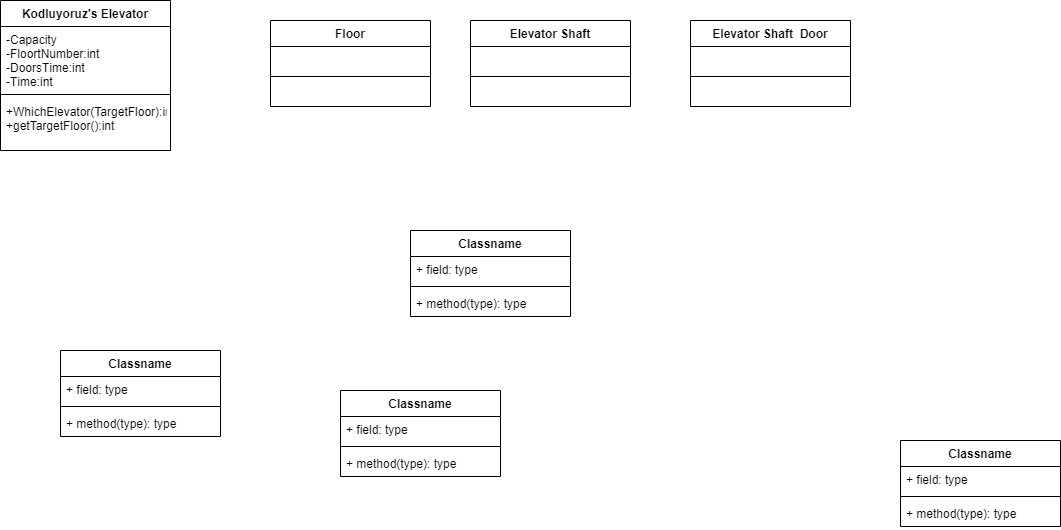 Kodluyoruz's Elevator
-Capacity
-FloortNumber:int
-DoorsTime:int
-Time:int
+WhichElevator(TargetFloor):i
+getTargetFloor():int
Floor
Elevator Shaft
Elevator Shaft Door
Classname
+ field: type
+ method(type): type
Classname
+ field: type
+ method(type): type
Classname
+ field: type
+ method(type): type
Classname
+ field: type
+ method(type): type